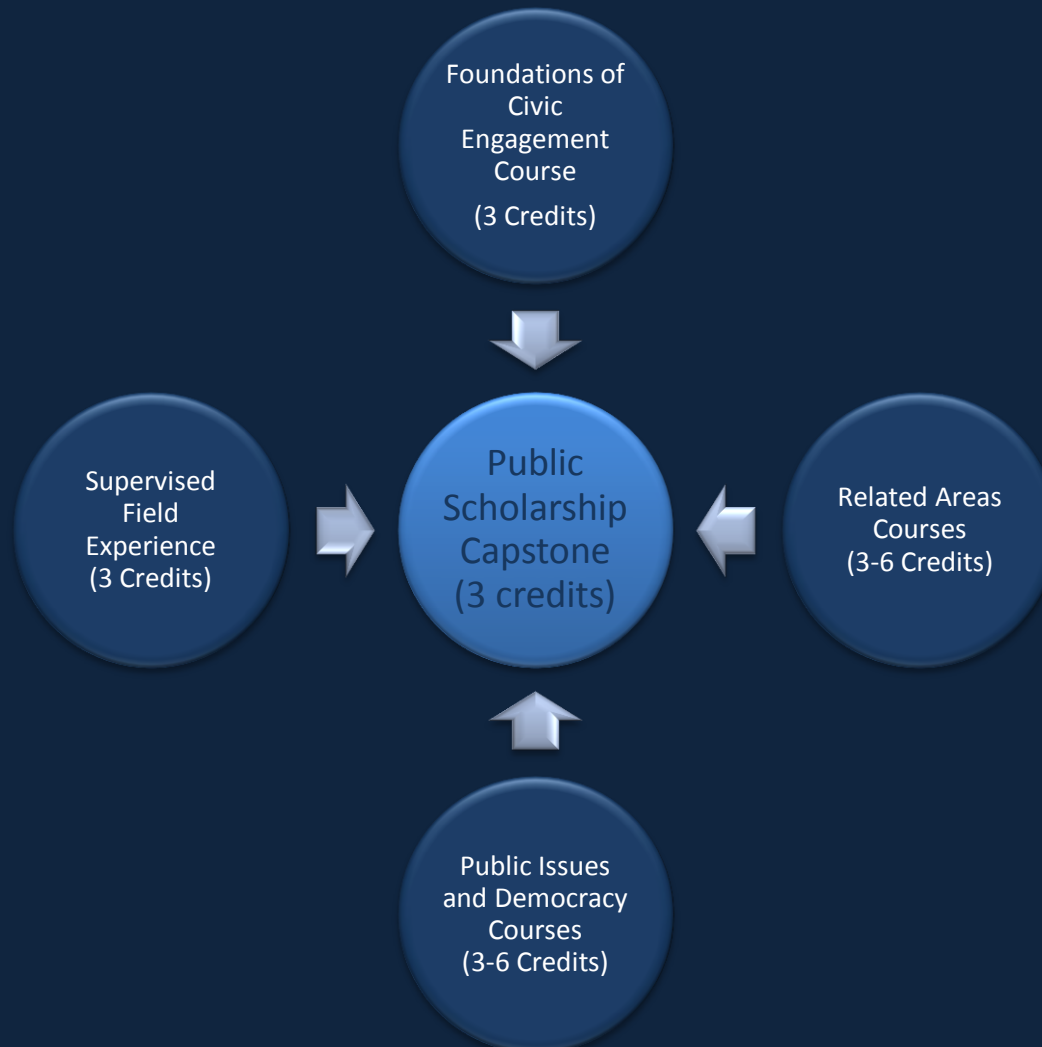 Foundations of
Civic
Engagement
Course
(3 Credits)
Supervised
Field
Experience
(3 Credits)
Public
Scholarship
Capstone
(3 credits)
Related Areas
Courses
(3-6 Credits)
Public Issues
and Democracy
Courses
(3-6 Credits)